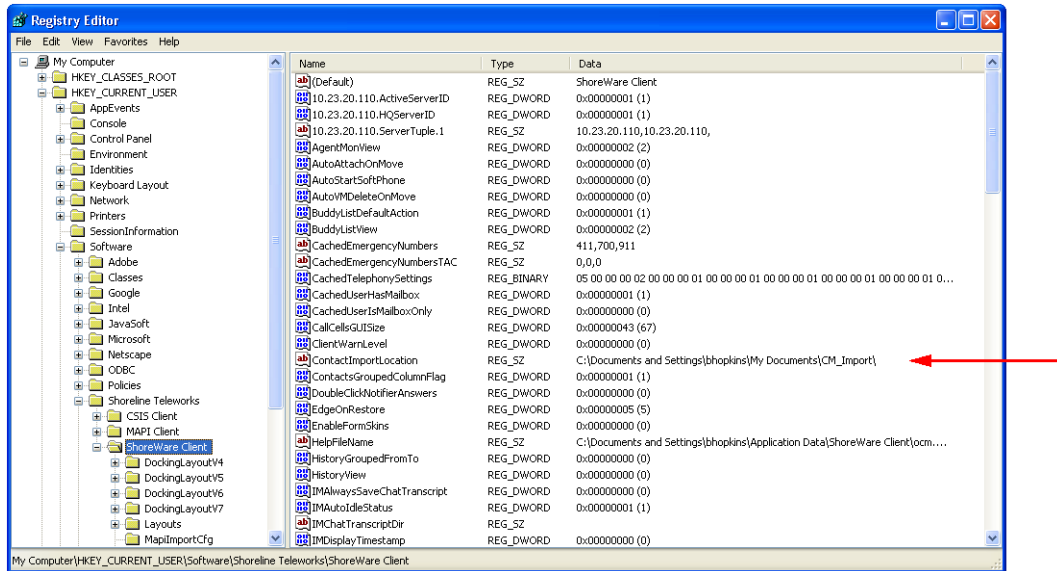 Registry Editor
File Edit View Favorites Help
My Computer
HKEY_CLASSES_ROOT
HKEY_CURRENT_USER
AppEvents
Console
Control Panel
Environment
Identities
Keyboard Layout
Network
Printers
SessionInformation
Software
Adobe
Classes
Google
Intel
JavaSoft
Microsoft
Netscape
ODBC
Policies
Shoreline Teleworks
CSIS Client
MAPI Client
ShoreWare Client
DockingLayoutV4
DockingLayoutV5
DockingLayoutV6
DockingLayoutV7
Layouts
MapiImportCfg
Name Type Data
(Default) REG_SZ ShoreWare Client
10.23.20.110.ActiveServerID REG_DWORD 0x00000001 (1)
10.23.20.110.HQServerID REG_DWORD 0x00000001 (1)
10.23.20.110.ServerTuple.1 REG_SZ 10.23.20.110,10.23.20.110,
AgentMonView REG_DWORD 0x00000002 (2)
AutoAttachOnMove REG_DWORD 0x00000000 (0)
AutoStartSoftPhone REG_DWORD 0x00000000 (0)
AutoVMDeleteOnMove REG_DWORD 0x00000000 (0)
BuddyListDefaultAction REG_DWORD 0x00000001 (1)
BuddyListView REG_DWORD 0x00000002 (2)
CachedEmergencyNumbers REG_SZ 411,700,911
CachedEmergencyNumbersTAC REG_SZ 0,0,0
CachedTelephonySettings REG_BINARY 05 00 00 00 02 00 00 00 01 00 00 00 01 00 00 00 01 00 00 00 01 00 00 00 01 0...
CachedUserHasMailbox REG_DWORD 0x00000001 (1)
CachedUserIsMailboxOnly REG_DWORD 0x00000000 (0)
CallCellsGUISize REG_DWORD 0x00000043 (67)
ClientWarnLevel REG_DWORD 0x00000000 (0)
ContactImportLocation REG_SZ C:\Documents and Settings\bhopkins\My Documents\CM_Import\
ContactsGroupedColumnFlag REG_DWORD 0x00000001 (1)
DoubleClickNotifierAnswers REG_DWORD 0x00000000 (0)
EdgeOnRestore REG_DWORD 0x00000005 (5)
EnableFormSkins REG_DWORD 0x00000000 (0)
HelpFileName REG_SZ C:\Documents and Settings\bhopkins\Application Data\ShoreWare Client\ocm....
HistoryGroupedFromTo REG_DWORD 0x00000000 (0)
HistoryView REG_DWORD 0x00000000 (0)
IMAlwaysSaveChatTranscript REG_DWORD 0x00000000 (0)
IMAutoIdleStatus REG_DWORD 0x00000001 (1)
IMChatTranscriptDir REG_SZ
IMDisplayTimestamp REG_DWORD 0x00000000 (0)
My Computer\HKEY_CURRENT_USER\Software\Shoreline Teleworks\ShoreWare Client